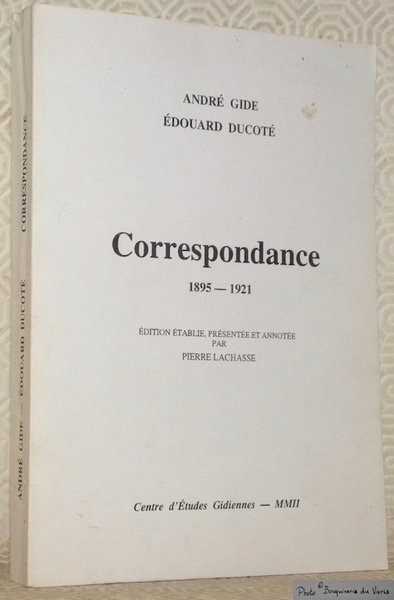 ANDRÉ GIDE
ÉDOUARD DUCOTÉ
Correspondance
1895 — 1921
ÉDITION ÉTABLIE, PRÉSENTÉE ET ANNOTÉE
PAR
PIERRE LACHASSE
Centre d'Études Gidiennes — MMII
ANDRÉ GIDE — ÉDOUARD DUCOTÉ CORRESPONDANCE
Photo © Bouquinerie du Varis